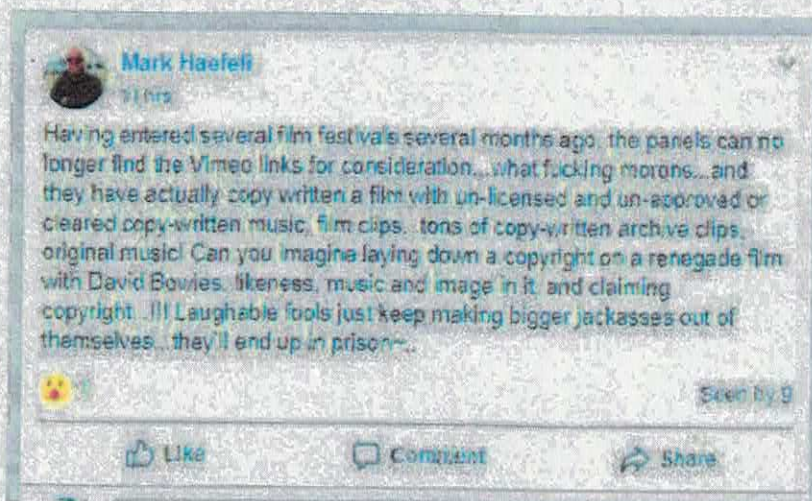 Mark Haefeli
11 hrs
Having entered several film festivals several months ago, the panels can no
longer find the Vimeo links for consideration...what fucking morons...and
they have actually copy written a film with un-licensed and un-approved or
cleared copy-written music, film clips, tons of copy-written archive clips,
original music! Can you imagine laying down a copyright on a renegade film
with David Bowies, likeness, music and image in it, and claiming
copyright...!!! Laughable fools just keep making bigger jackasses out of
themselves...they'll end up in prison~..
Seen by 9
Like Comment Share